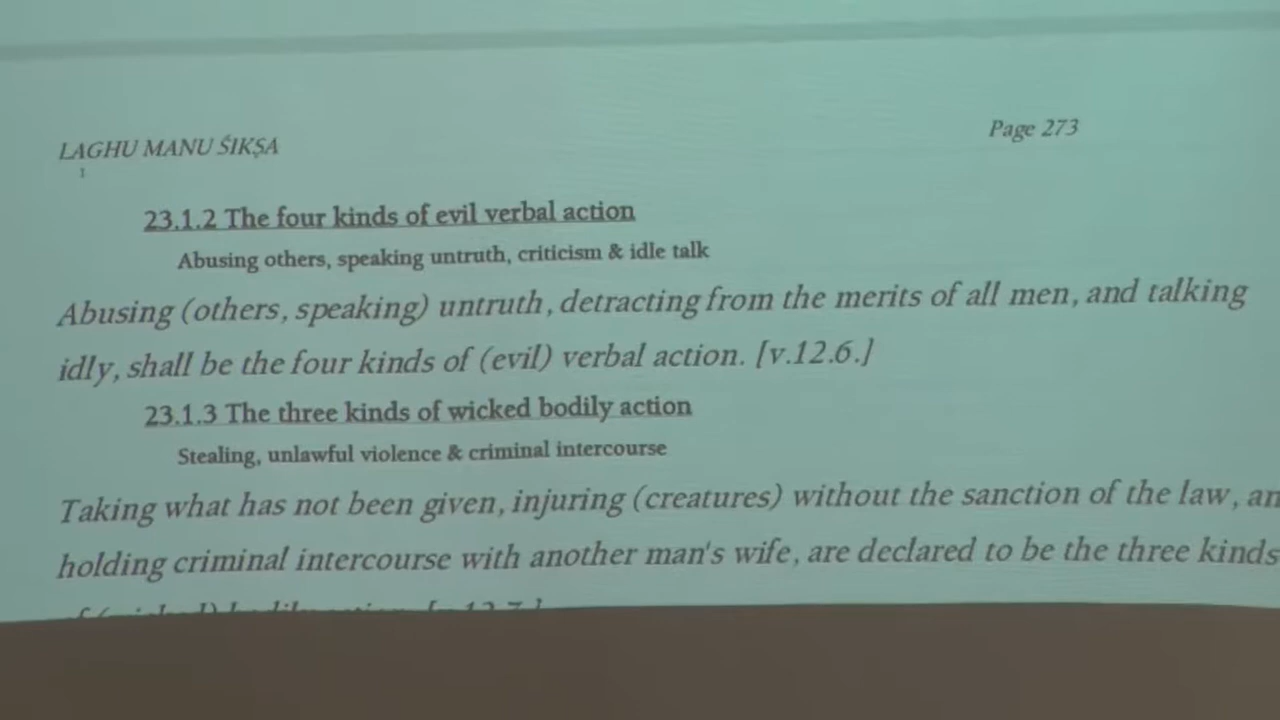 LAGHU MANU ŚIKṢA
Page 273
23.1.2 The four kinds of evil verbal action
Abusing others, speaking untruth, criticism & idle talk
Abusing (others, speaking) untruth, detracting from the merits of all men, and talking
idly, shall be the four kinds of (evil) verbal action. [v.12.6.]
23.1.3 The three kinds of wicked bodily action
Stealing, unlawful violence & criminal intercourse
Taking what has not been given, injuring (creatures) without the sanction of the law, an
holding criminal intercourse with another man's wife, are declared to be the three kinds